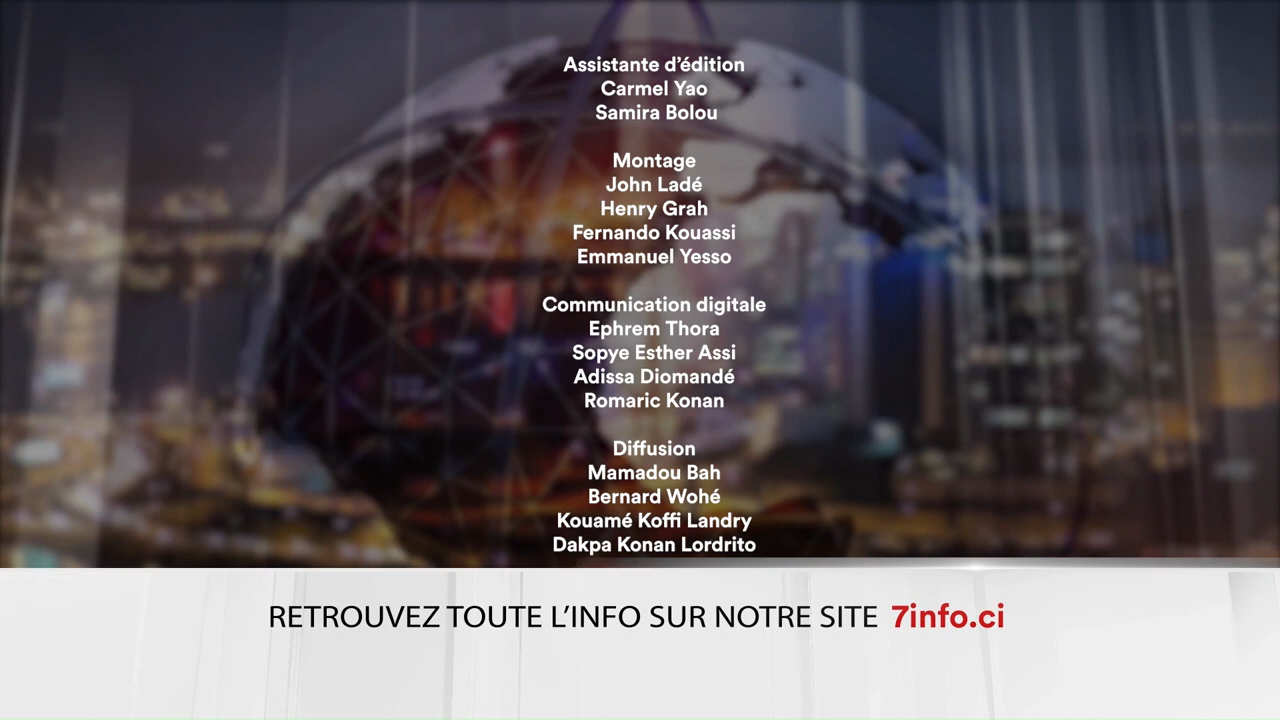 Assistante d’édition
Carmel Yao
Samira Bolou
Montage
John Ladé
Henry Grah
Fernando Kouassi
Emmanuel Yesso
Communication digitale
Ephrem Thora
Sopye Esther Assi
Adissa Diomandé
Romaric Konan
Diffusion
Mamadou Bah
Bernard Wohé
Kouamé Koffi Landry
Dakpa Konan Lordrito
RETROUVEZ TOUTE L’INFO SUR NOTRE SITE 7info.ci